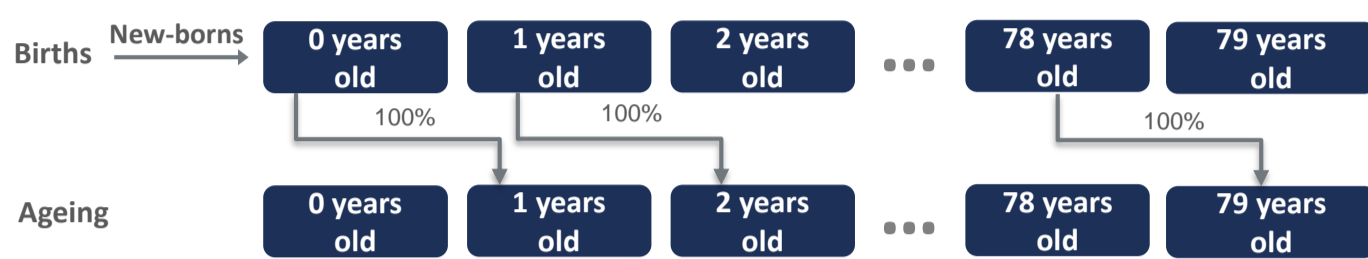 Births
New-borns
0 years
old
1 years
old
2 years
old
...
78 years
old
79 years
old
100%
100%
100%
Ageing
0 years
old
1 years
old
2 years
old
...
78 years
old
79 years
old